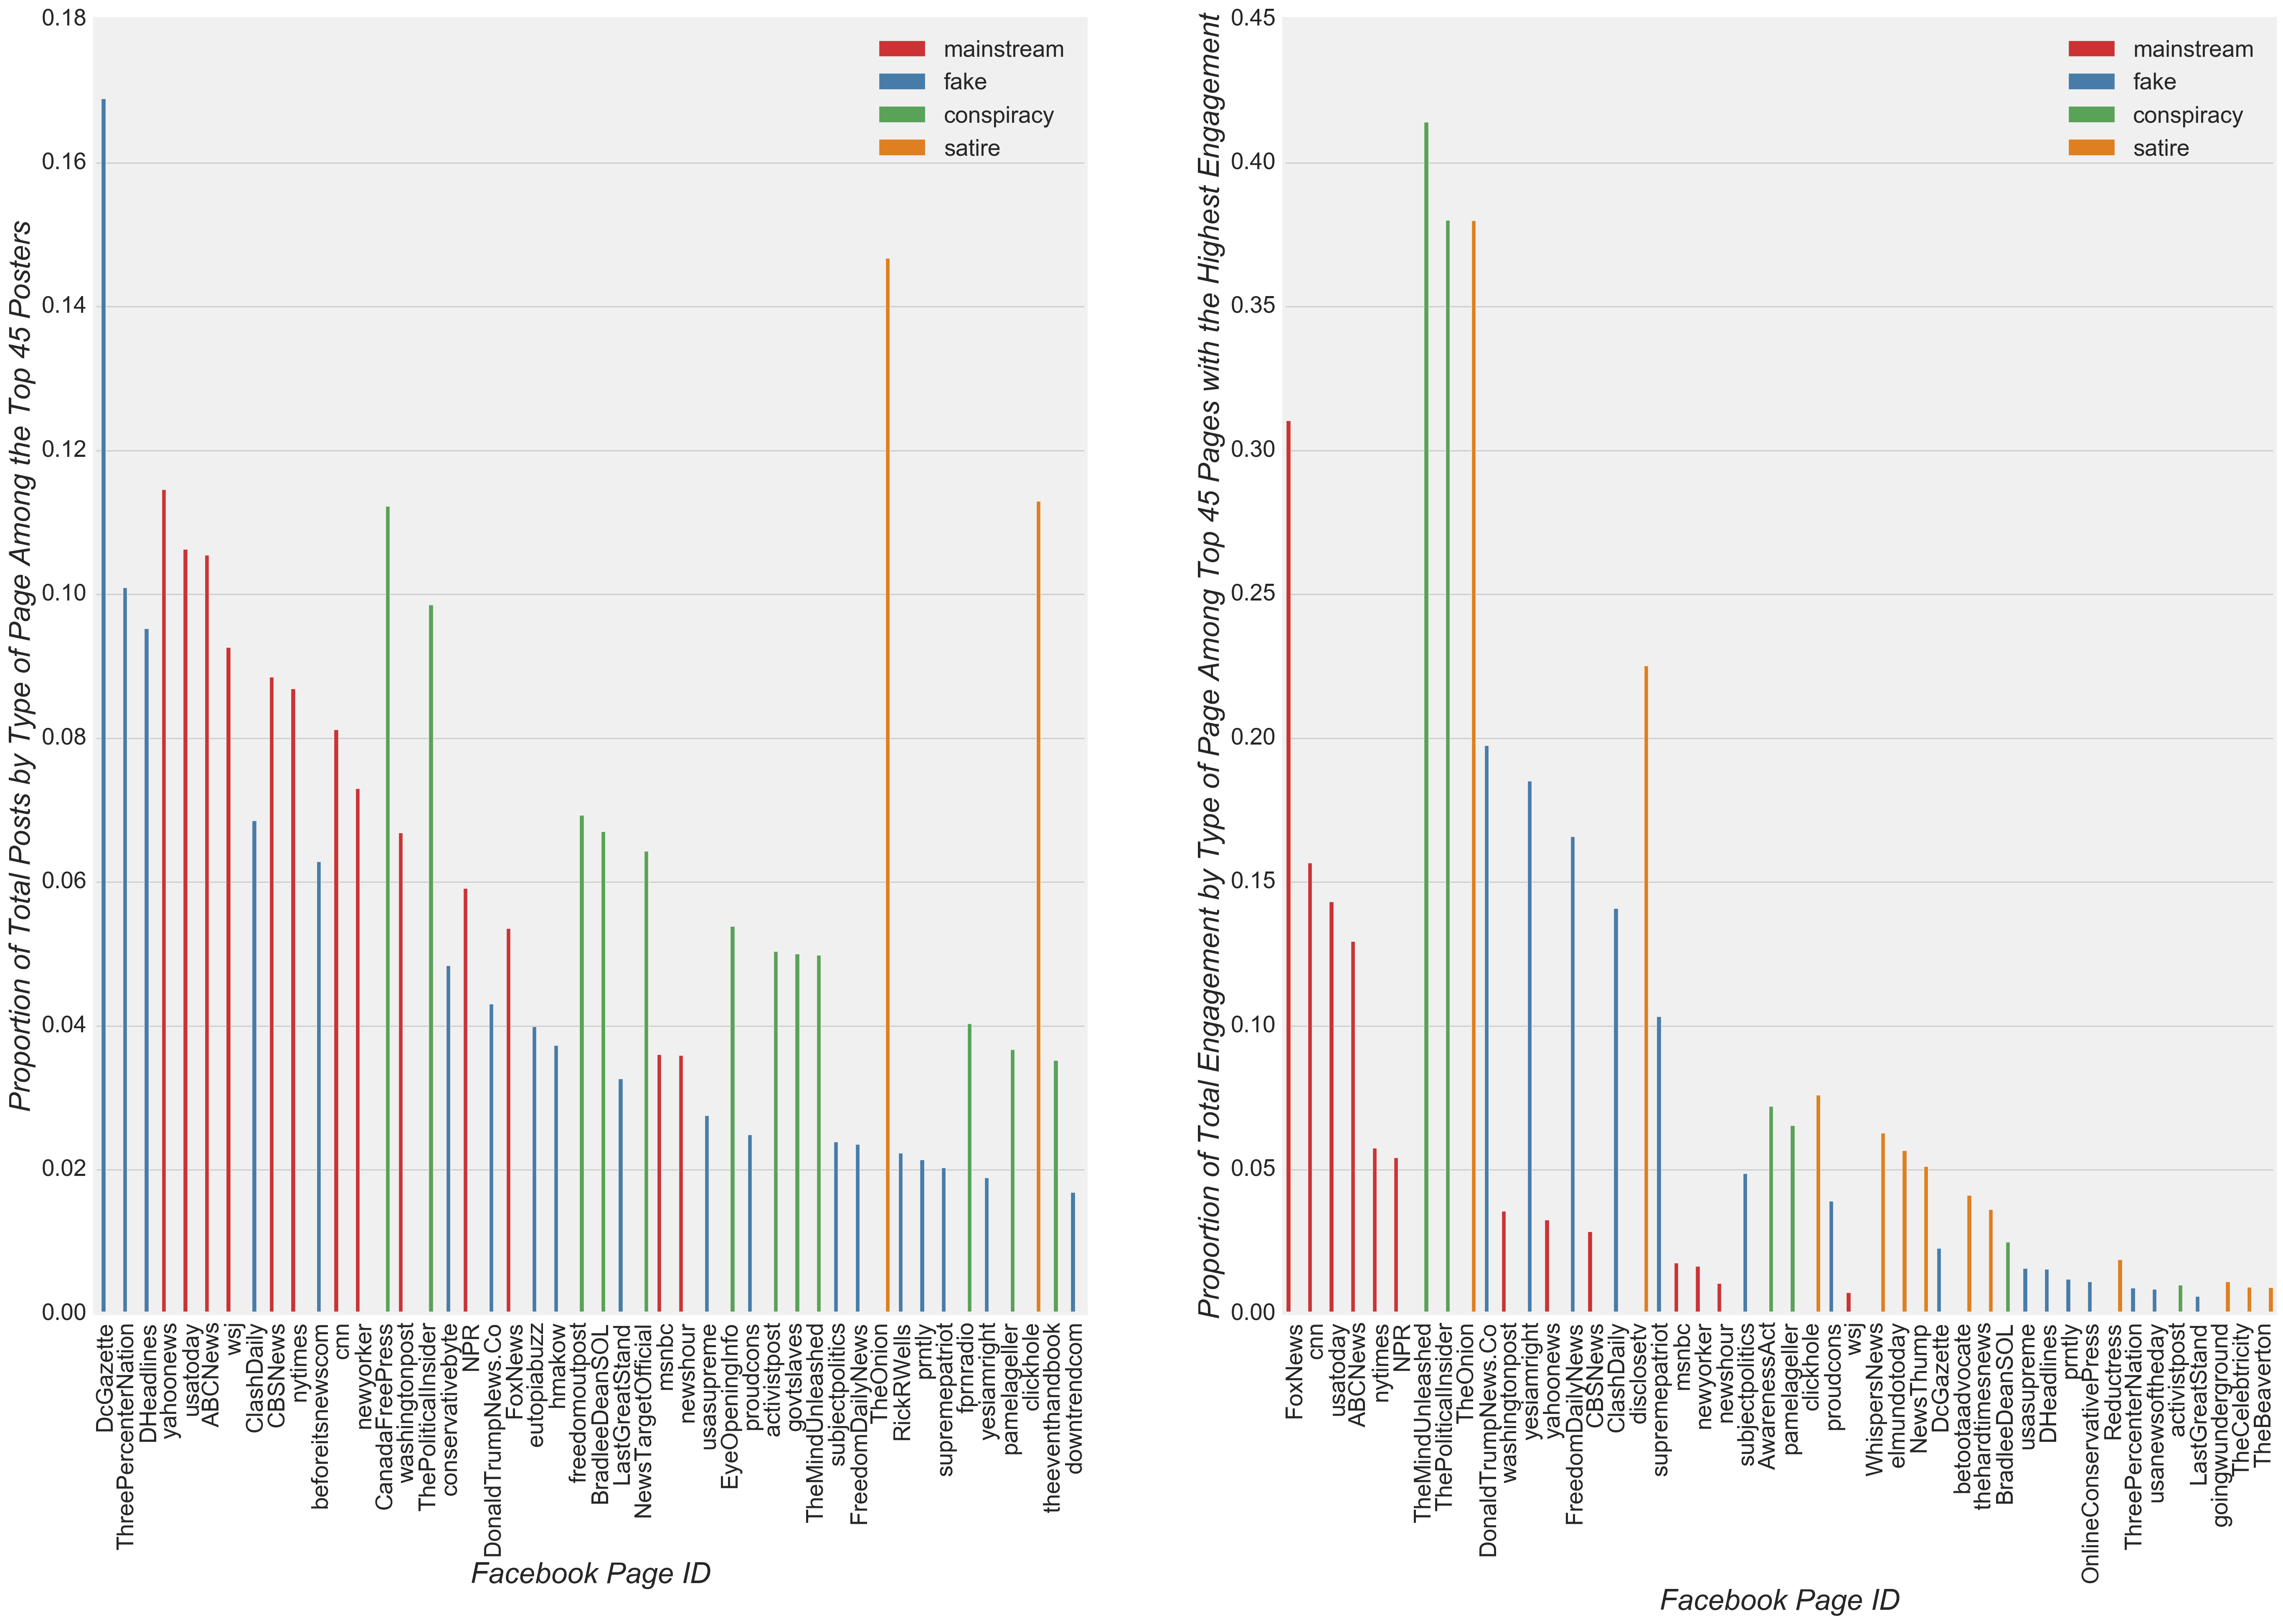 Proportion of Total Posts by Type of Page Among the Top 45 Posters
0.18
0.16
0.14
0.12
0.10
0.08
0.06
0.04
0.02
0.00
mainstream
fake
conspiracy
satire
DcGazette
ThreePercenterNation
DHeadlines
yahoonews
usatoday
ABCNews
wsj
ClashDaily
CBSNews
nytimes
beforeitsnewscom
cnn
newyorker
CanadaFreePress
washingtonpost
ThePoliticalInsider
conservativebyte
NPR
DonaldTrumpNews.Co
FoxNews
eutopiabuzz
hmakow
freedomoutpost
BradleeDeanSOL
LastGreatStand
NewsTargetOfficial
msnbc
newshour
usasupreme
EyeOpeningInfo
proudcons
activistpost
govtslaves
TheMindUnleashed
subjectpolitics
FreedomDailyNews
TheOnion
RickRWells
prntly
supremepatriot
fprnradio
yesiamright
pamelageller
clickhole
theeventhandbook
downtrendcom
Facebook Page ID
Proportion of Total Engagement by Type of Page Among Top 45 Pages with the Highest Engagement
0.45
0.40
0.35
0.30
0.25
0.20
0.15
0.10
0.05
0.00
mainstream
fake
conspiracy
satire
FoxNews
cnn
usatoday
ABCNews
nytimes
NPR
TheMindUnleashed
ThePoliticalInsider
TheOnion
DonaldTrumpNews.Co
washingtonpost
yesiamright
yahoonews
FreedomDailyNews
CBSNews
ClashDaily
disclosetv
supremepatriot
msnbc
newyorker
newshour
subjectpolitics
AwarenessAct
pamelageller
clickhole
proudcons
wsj
WhispersNews
elmundotoday
NewsThump
DcGazette
betootaadvocate
thehardtimesnews
BradleeDeanSOL
usasupreme
DHeadlines
prntly
OnlineConservativePress
Reductress
ThreePercenterNation
usanewsoftheday
activistpost
LastGreatStand
goingwunderground
TheCelebtricity
TheBeaverton
Facebook Page ID